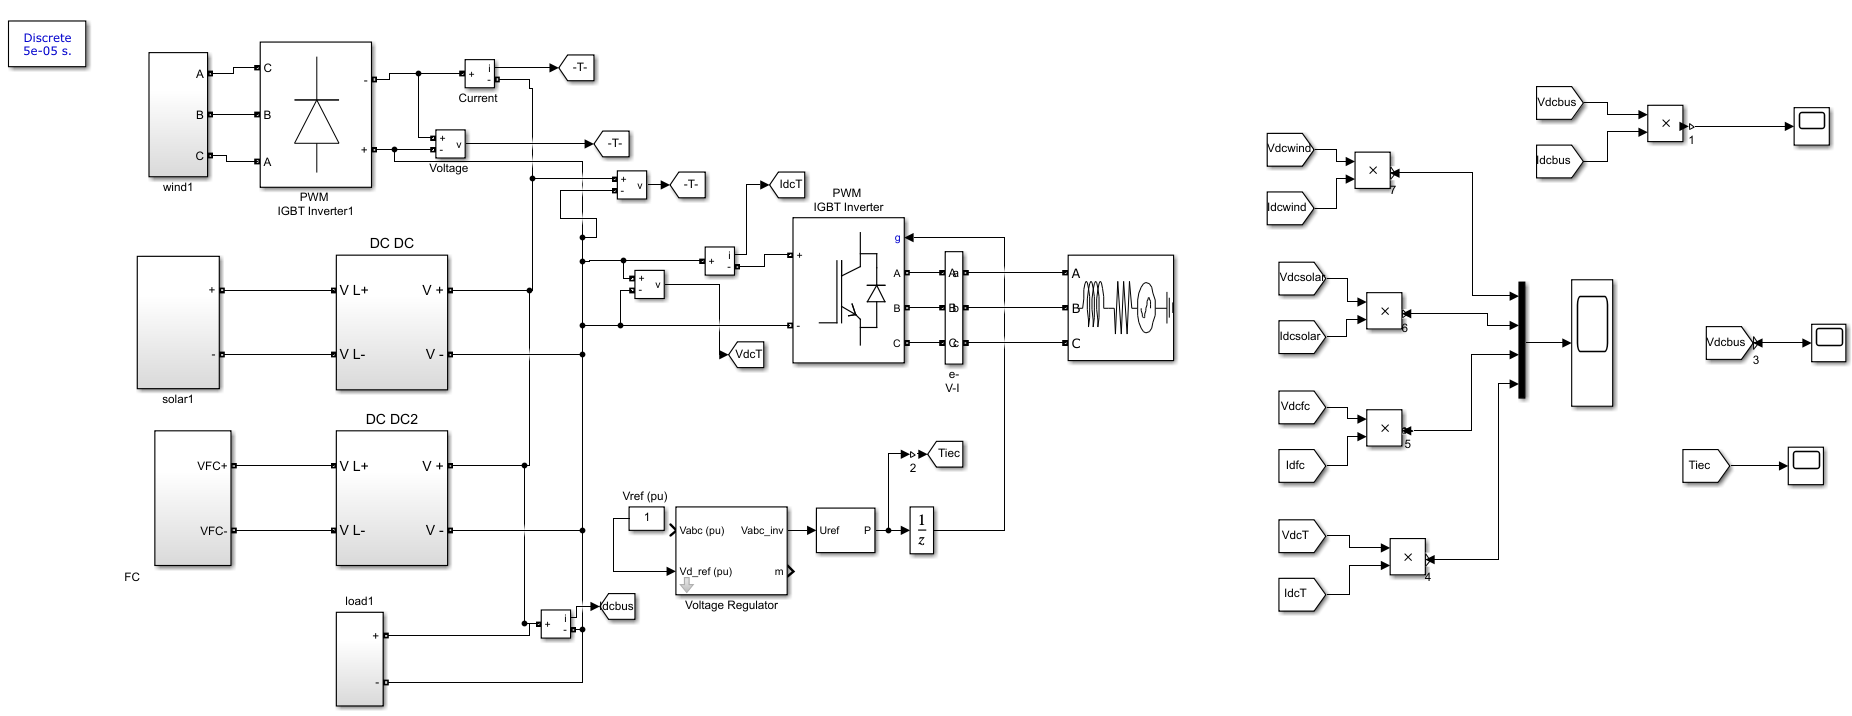 Discrete
5e-05 s.
A
B
C
wind1
C
B
A
-
+
PWM
IGBT Inverter1
+
i
-
Current
-T-
+
-
v
Voltage
-T-
+
-
v
-T-
IdcT
PWM
IGBT Inverter
g
+
-
A
B
C
+
i
-
+
-
v
VdcT
A
a
B
b
C
c
e-
V-I
A
B
C
DC DC
+
-
solar1
V L+
V L-
V +
V -
DC DC2
VFC+
VFC-
FC
V L+
V L-
V +
V -
load1
+
-
+
i
-
Idcbus
Vref (pu)
1
Vabc (pu)
Vd_ref (pu)
Vabc_inv
m
Voltage Regulator
Uref
P
1
z
2
Tiec
Vdcwind
Idcwind
×
7
Vdcsolar
Idcsolar
×
6
Vdcfc
Idfc
×
5
VdcT
IdcT
×
4
Vdcbus
Idcbus
×
1
Vdcbus
3
Tiec